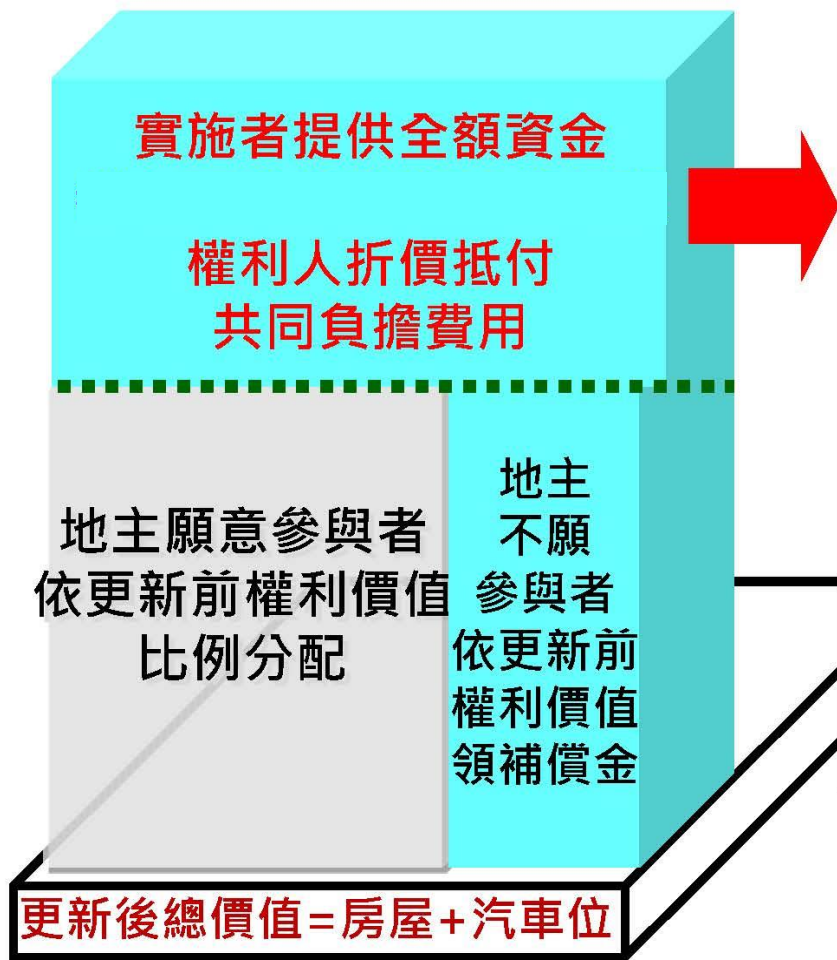 實施者提供全額資金
權利人折價抵付
共同負擔費用
地主願意參與者
依更新前權利價值
比例分配
地主
不願
參與者
依更新前
權利價值
領補償金
更新後總價值=房屋+汽車位